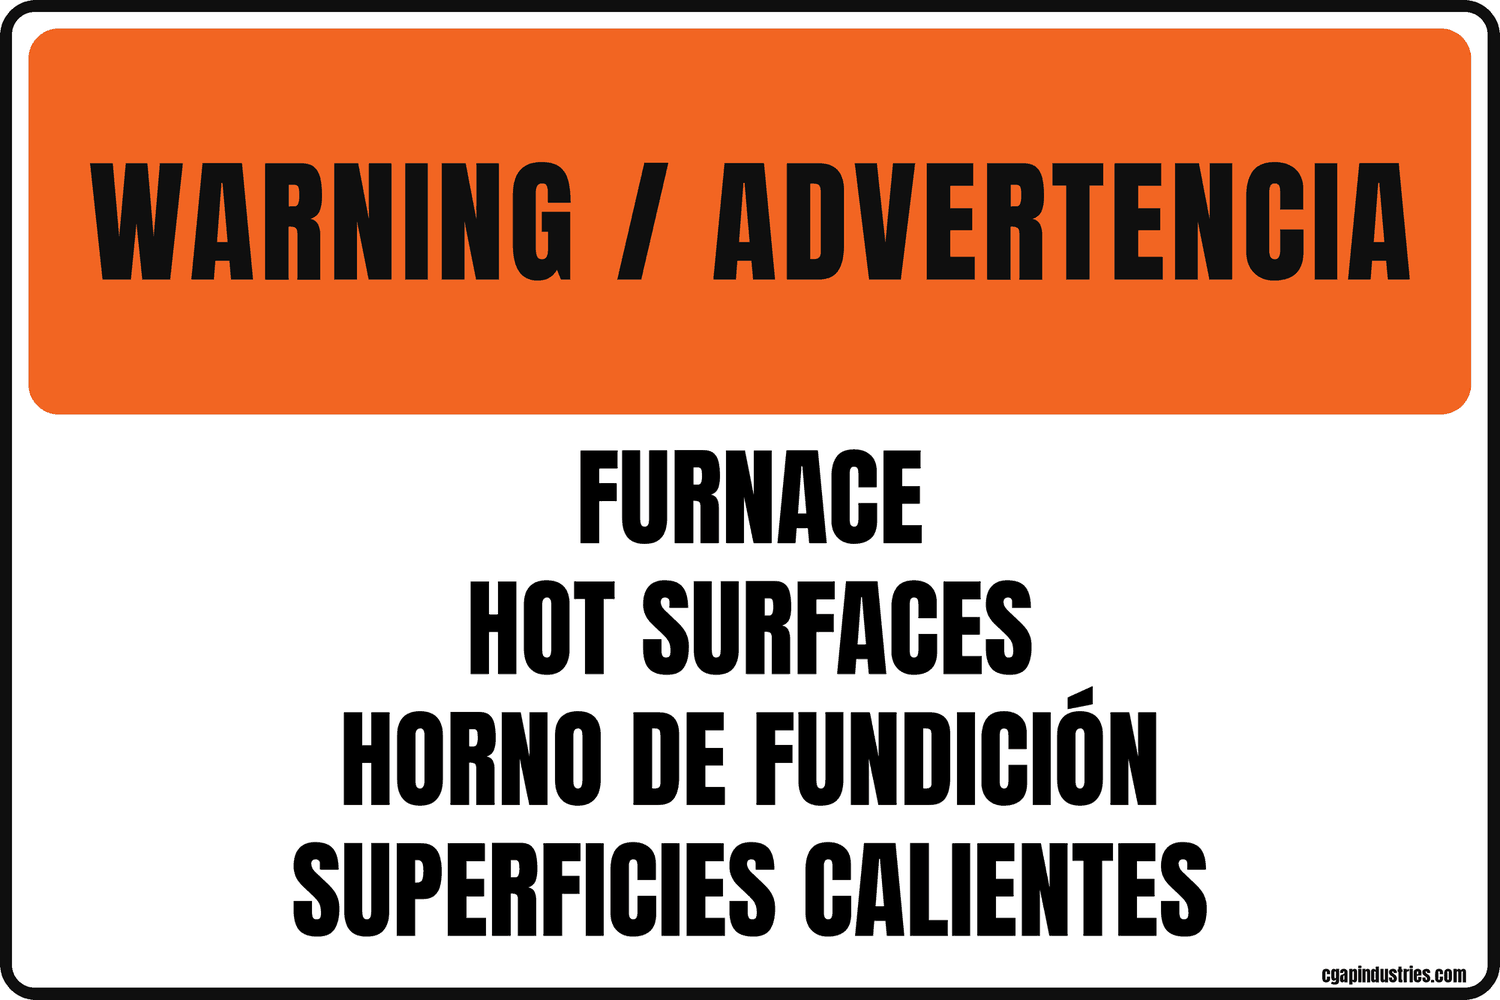 WARNING / ADVERTENCIA
FURNACE
HOT SURFACES
HORNO DE FUNDICIÓN
SUPERFICIES CALIENTES
cgapindustries.com